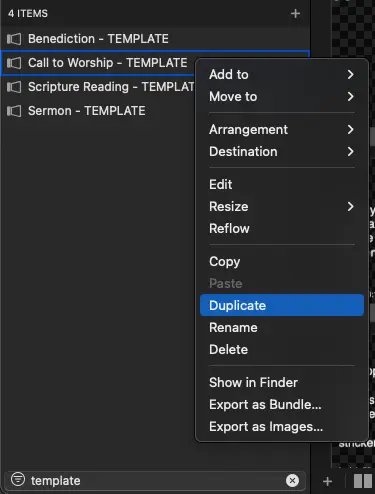 4 ITEMS
Benediction - TEMPLATE
Call to Worship - TEMPLATE
Scripture Reading - TEMPLAT
Sermon - TEMPLATE
Add to
Move to
Arrangement
Destination
Edit
Resize
Reflow
Copy
Paste
Duplicate
Rename
Delete
Show in Finder
Export as Bundle...
Export as Images...
template